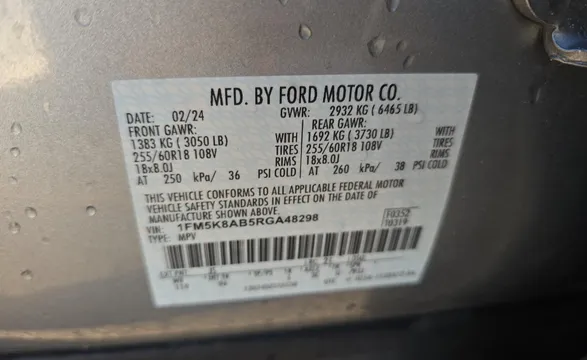 MFD. BY FORD MOTOR CO.
DATE: 02/24 GVWR: 2932 KG (6465 LB)
FRONT GAWR: REAR GAWR:
1383 KG (3050 LB) WITH 1692 KG (3730 LB) WITH
255/60R18 108V TIRES 255/60R18 108V TIRES
18x8.0J RIMS 18x8.0J RIMS
AT 250 kPa/ 36 PSI COLD AT 260 kPa/ 38 PSI COLD
THIS VEHICLE CONFORMS TO ALL APPLICABLE FEDERAL MOTOR
VEHICLE SAFETY STANDARDS IN EFFECT ON THE DATE OF
MANUFACTURE SHOWN ABOVE.
1FM5K8AB5RGA48298 F0352
TYPE: MPV T0319